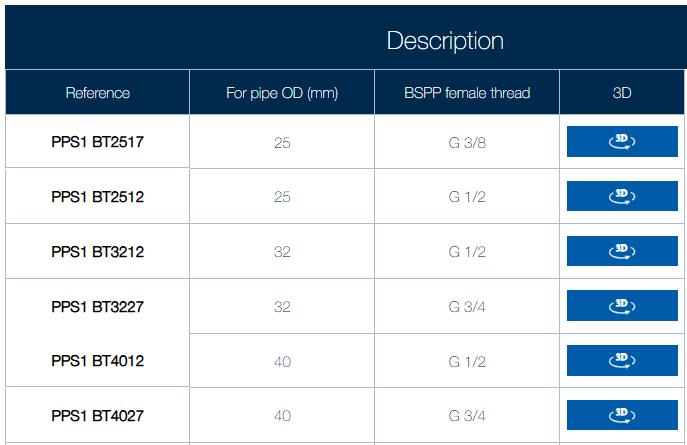 Description
Reference For pipe OD (mm) BSPP female thread 3D
PPS1 BT2517 25 G 3/8 3D
PPS1 BT2512 25 G 1/2 3D
PPS1 BT3212 32 G 1/2 3D
PPS1 BT3227 32 G 3/4 3D
PPS1 BT4012 40 G 1/2 3D
PPS1 BT4027 40 G 3/4 3D